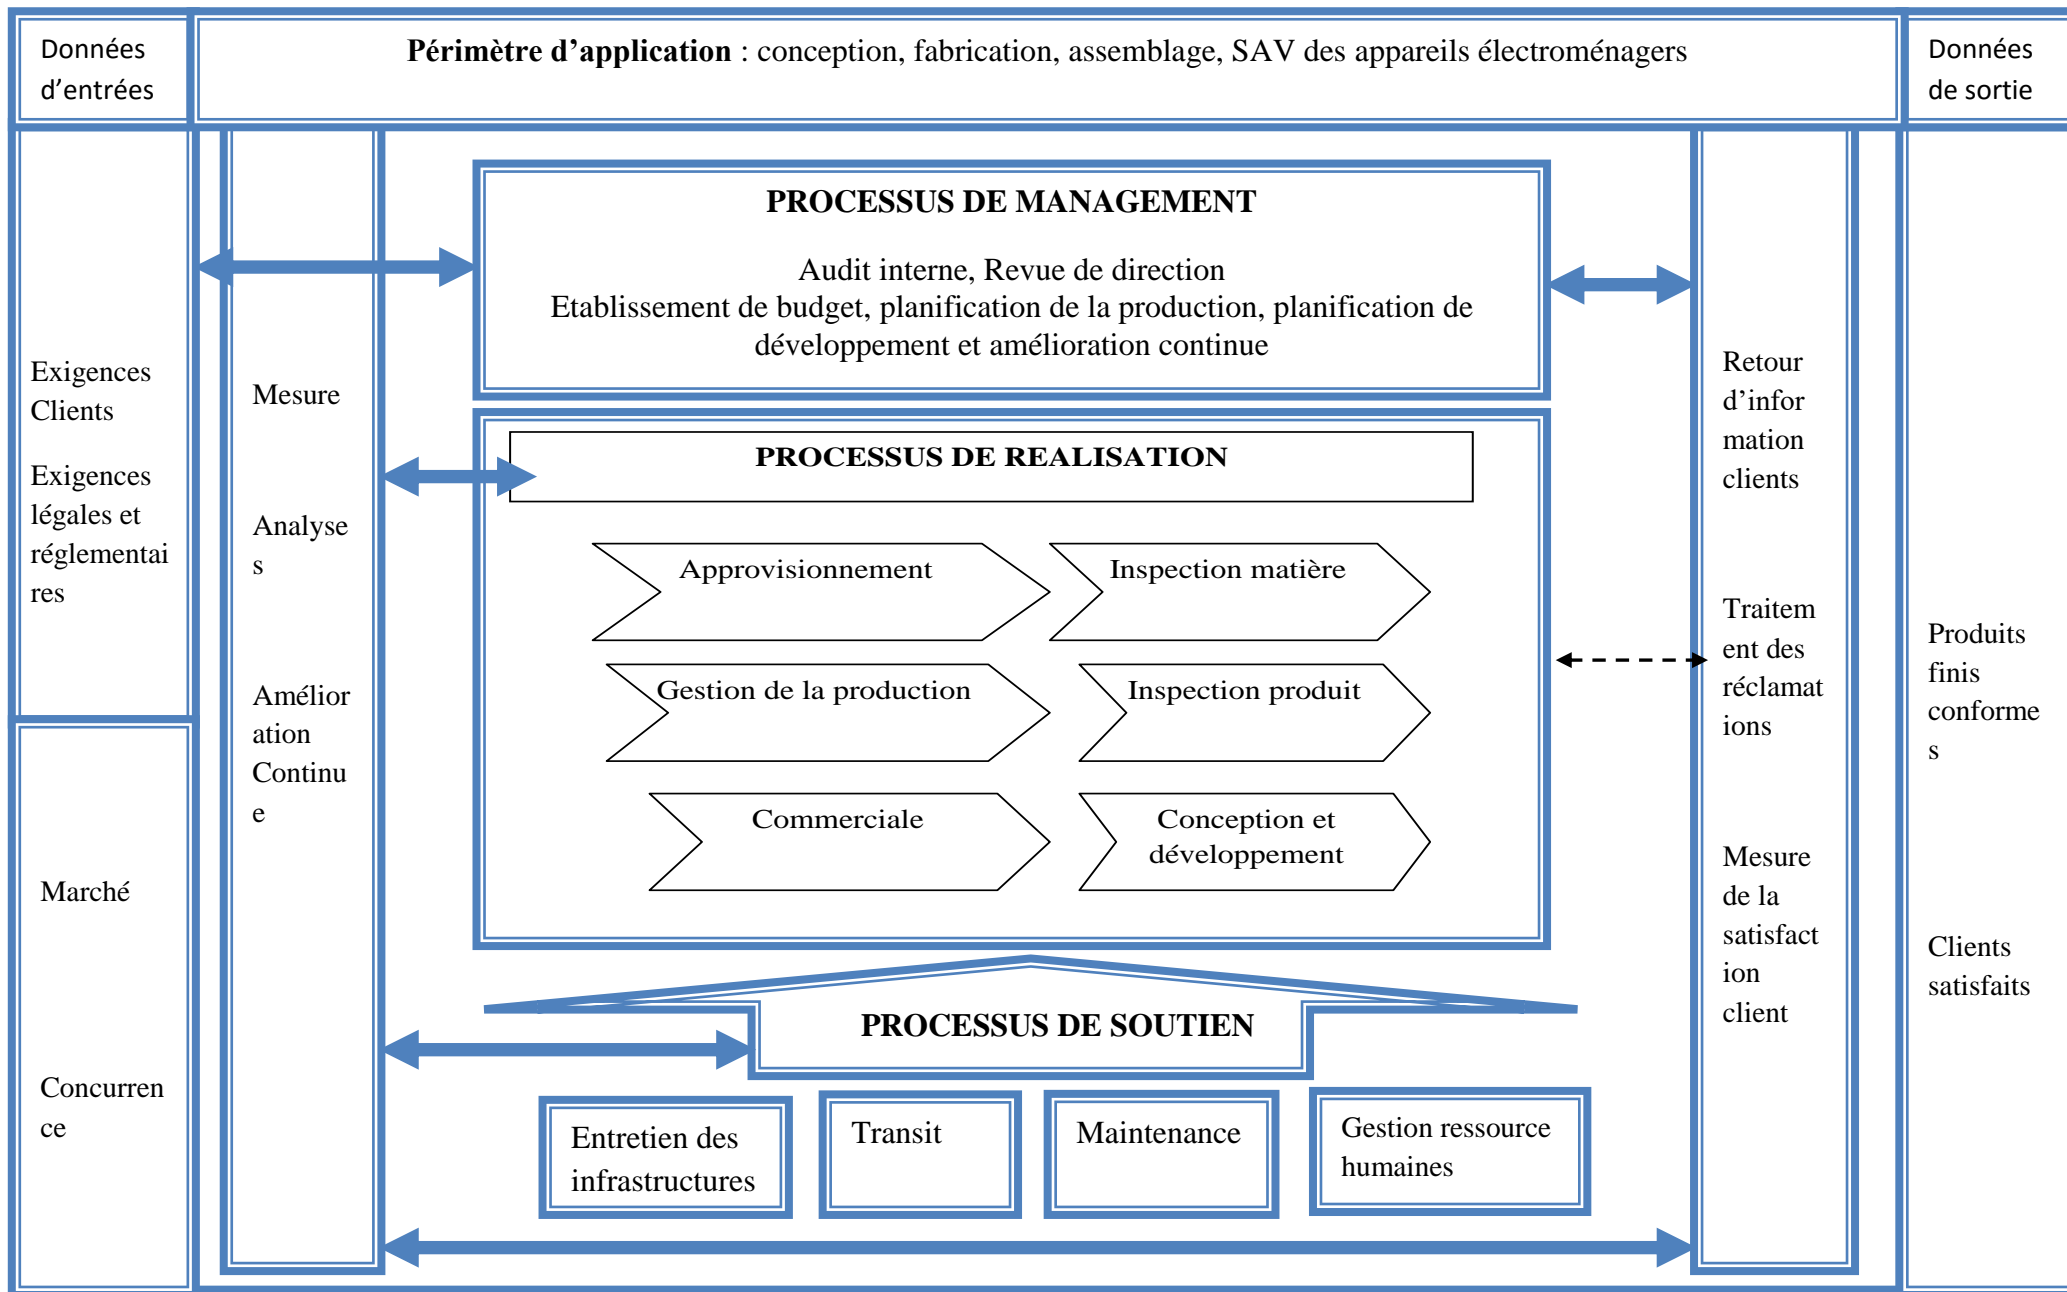 Données
d’entrées
Périmètre d’application : conception, fabrication, assemblage, SAV des appareils électroménagers
Données
de sortie
Exigences
Clients
Exigences
légales et
réglementai
res
Marché
Concurren
ce
Mesure
Analyse
s
Amélior
ation
Continu
e
PROCESSUS DE MANAGEMENT
Audit interne, Revue de direction
Etablissement de budget, planification de la production, planification de
développement et amélioration continue
PROCESSUS DE REALISATION
Approvisionnement
Inspection matière
Gestion de la production
Inspection produit
Commerciale
Conception et
développement
PROCESSUS DE SOUTIEN
Entretien des
infrastructures
Transit
Maintenance
Gestion ressource
humaines
Retour
d’infor
mation
clients
Traitem
ent des
réclamat
ions
Mesure
de la
satisfact
ion
client
Produits
finis
conforme
s
Clients
satisfaits